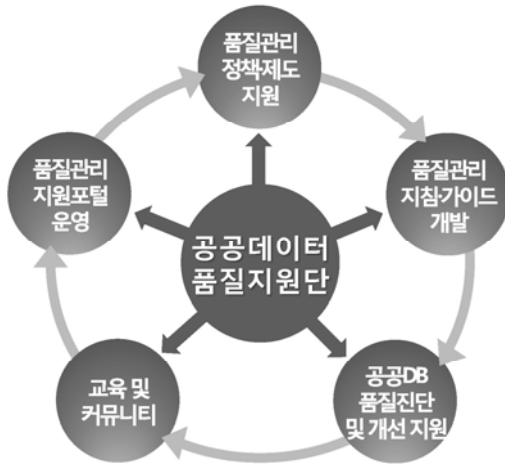 품질관리
정책·제도
지원
품질관리
지침·가이드
개발
공공DB
품질진단
및 개선 지원
교육 및
커뮤니티
품질관리
지원포털
운영
공공데이터
품질지원단